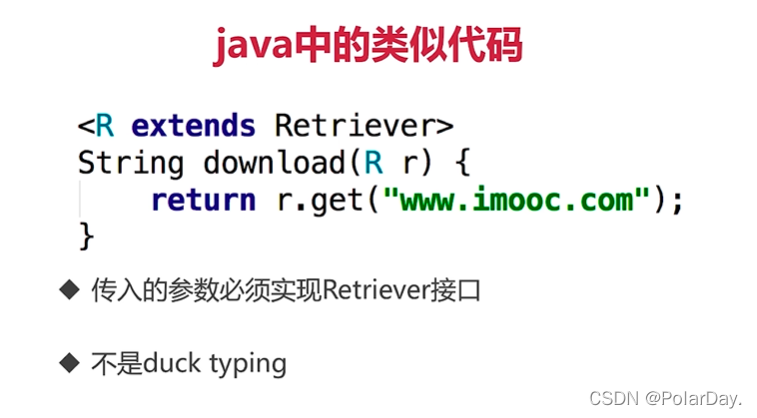 java中的类似代码
<R extends Retriever>
String download(R r) {
    return r.get("www.imooc.com");
}
◆ 传入的参数必须实现Retriever接口
◆ 不是duck typing
CSDN @PolarDay.